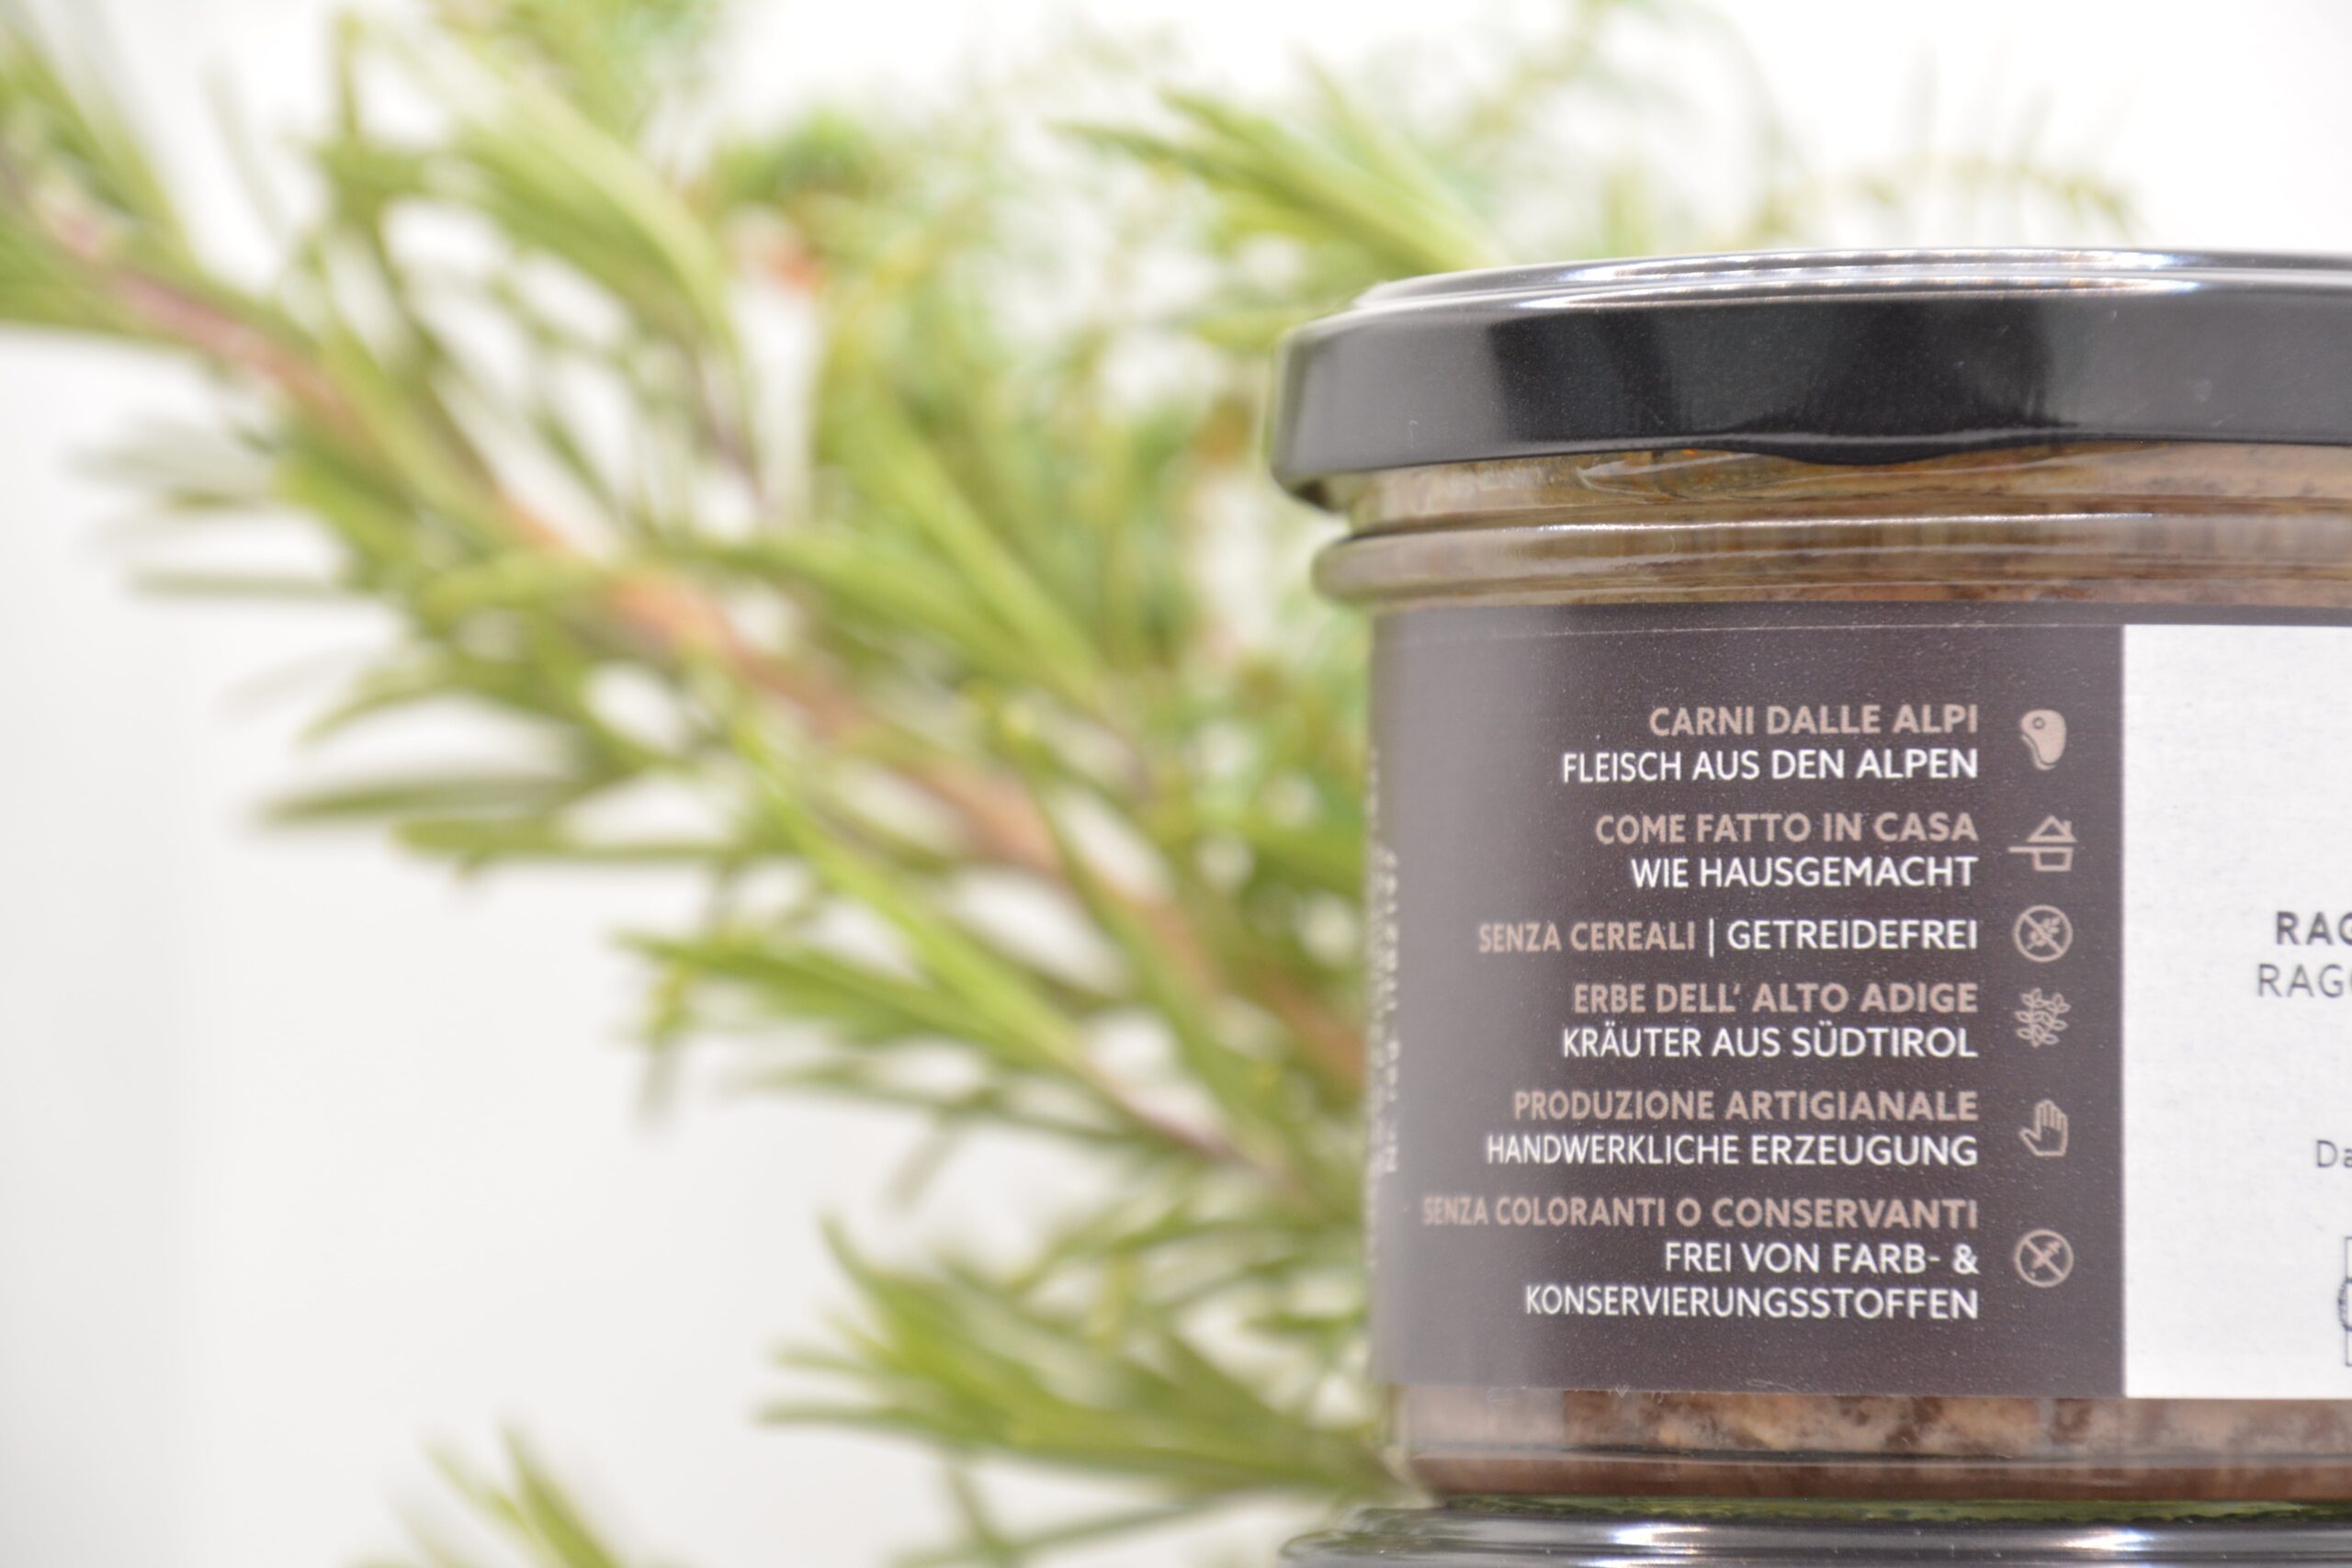 CARNI DALLE ALPI
FLEISCH AUS DEN ALPEN
COME FATTO IN CASA
WIE HAUSGEMACHT
SENZA CEREALI | GETREIDEFREI
ERBE DELL' ALTO ADIGE
KRÄUTER AUS SÜDTIROL
PRODUZIONE ARTIGIANALE
HANDWERKLICHE ERZEUGUNG
SENZA COLORANTI O CONSERVANTI
FREI VON FARB- &
KONSERVIERUNGSSTOFFEN